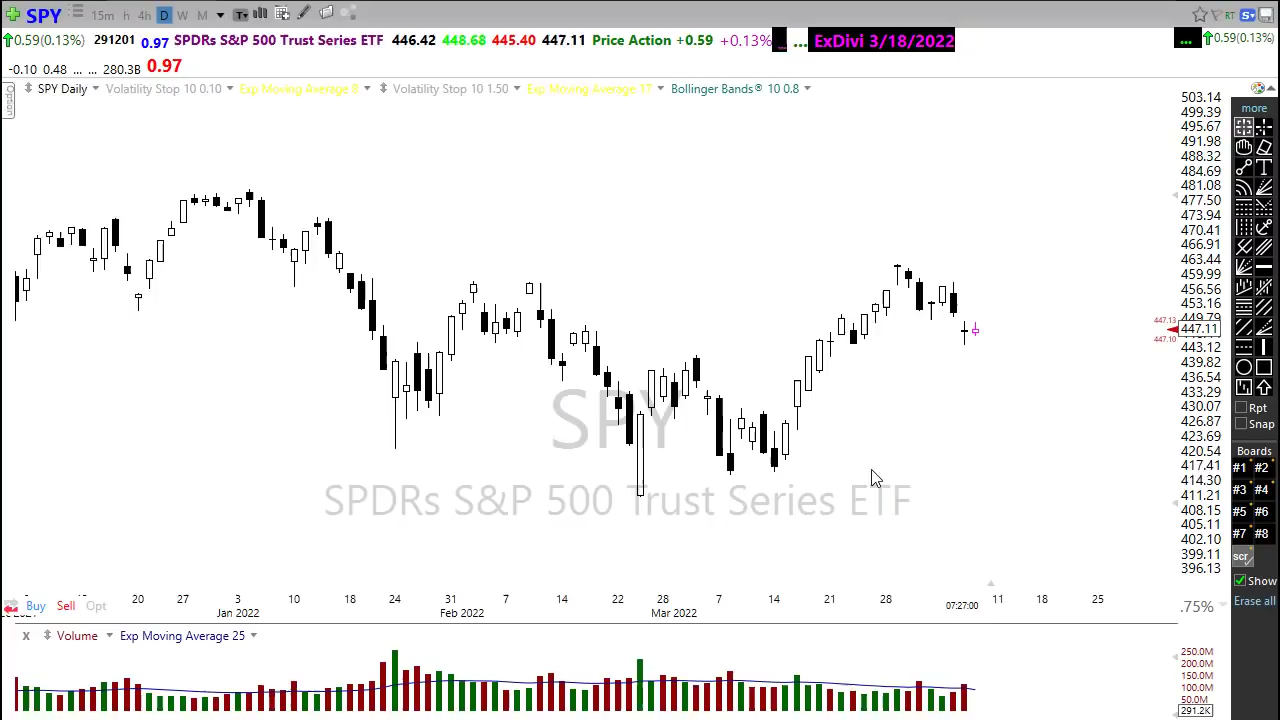 SPY 15m h 4h D W M T RT S
0.59(0.13%) 291201 0.97 SPDRs S&P 500 Trust Series ETF 446.42 448.68 445.40 447.11 Price Action +0.59 +0.13% ... ExDivi 3/18/2022 ... 0.59(0.13%)
-0.10 0.48 ... ... 280.3B 0.97
Option
SPY Daily Volatility Stop 10 0.10 Exp Moving Average 8 Volatility Stop 10 1.50 Exp Moving Average 17 Bollinger Bands® 10 0.8
503.14
499.39
495.67
491.98
488.32
484.69
481.08
477.50
473.94
470.41
466.91
463.44
459.99
456.56
453.16
449.79
447.13
447.11
447.10
443.12
439.82
436.54
433.29
430.07
426.87
423.69
420.54
417.41
414.30
411.21
408.15
405.11
402.10
399.11
396.13
more
T
Rpt
Snap
Boards
#1 #2
#3 #4
#5 #6
#7 #8
scr
Show
Erase all
SPY
SPDRs S&P 500 Trust Series ETF
20 27 3 10 18 24 31 7 14 22 28 7 14 21 28 07:27:00 11 18 25
Buy Sell Opt .75%
Jan 2022 Feb 2022 Mar 2022
X Volume Exp Moving Average 25
250.0M
200.0M
150.0M
100.0M
50.0M
291.2K